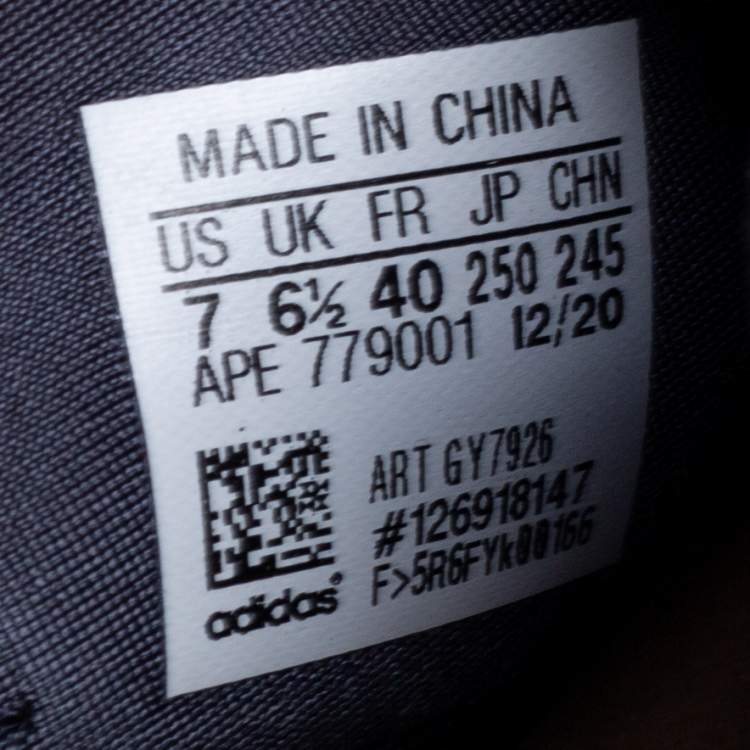 MADE IN CHINA
US UK FR JP CHN
7 6½ 40 250 245
APE 779001 12/20
ART GY7926
#126918147
F>5R6FYk00166
adidas®